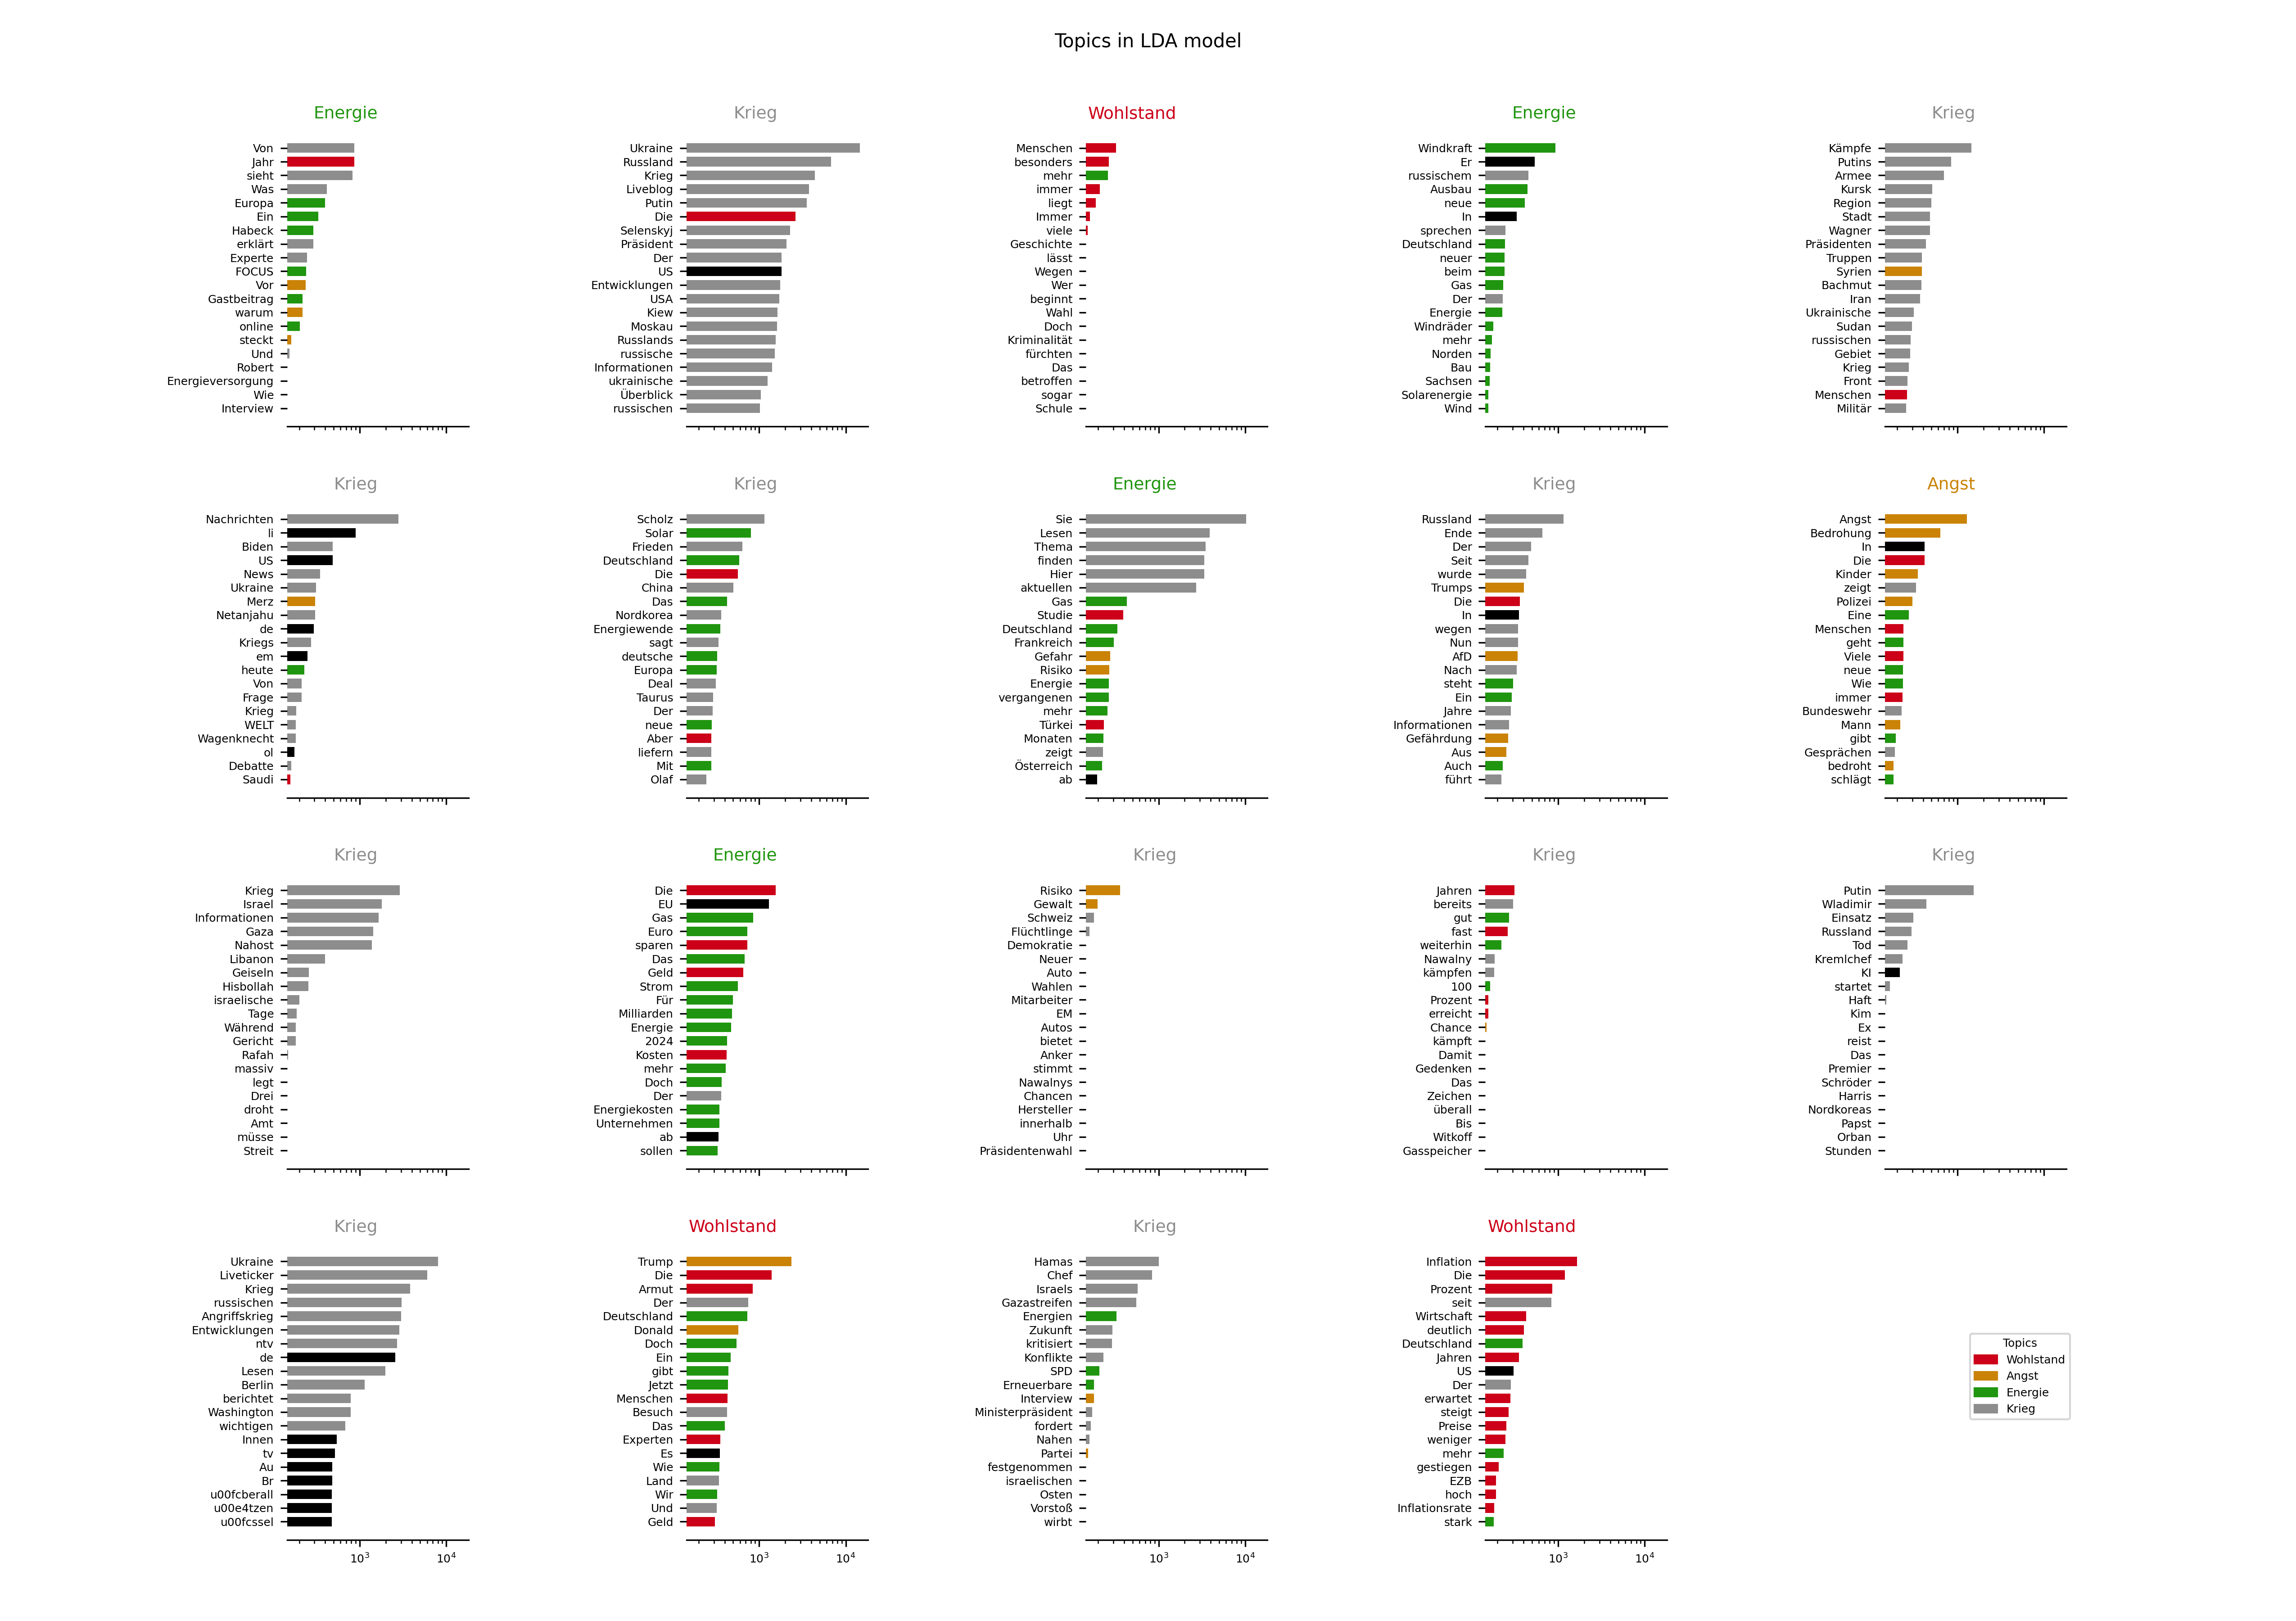 Topics in LDA model
Energie
Von
Jahr
sieht
Was
Europa
Ein
Habeck
erklärt
Experte
FOCUS
Vor
Gastbeitrag
warum
online
steckt
Und
Robert
Energieversorgung
Wie
Interview
Krieg
Ukraine
Russland
Krieg
Liveblog
Putin
Die
Selenskyj
Präsident
Der
US
Entwicklungen
USA
Kiew
Moskau
Russlands
russische
Informationen
ukrainische
Überblick
russischen
Wohlstand
Menschen
besonders
mehr
immer
liegt
Immer
viele
Geschichte
lässt
Wegen
Wer
beginnt
Wahl
Doch
Kriminalität
fürchten
Das
betroffen
sogar
Schule
Energie
Windkraft
Er
russischem
Ausbau
neue
In
sprechen
Deutschland
neuer
beim
Gas
Der
Energie
Windräder
mehr
Norden
Bau
Sachsen
Solarenergie
Wind
Krieg
Kämpfe
Putins
Armee
Kursk
Region
Stadt
Wagner
Präsidenten
Truppen
Syrien
Bachmut
Iran
Ukrainische
Sudan
russischen
Gebiet
Krieg
Front
Menschen
Militär
Krieg
Nachrichten
li
Biden
US
News
Ukraine
Merz
Netanjahu
de
Kriegs
em
heute
Von
Frage
Krieg
WELT
Wagenknecht
ol
Debatte
Saudi
Krieg
Scholz
Solar
Frieden
Deutschland
Die
China
Das
Nordkorea
Energiewende
sagt
deutsche
Europa
Deal
Taurus
Der
neue
Aber
liefern
Mit
Olaf
Energie
Sie
Lesen
Thema
finden
Hier
aktuellen
Gas
Studie
Deutschland
Frankreich
Gefahr
Risiko
Energie
vergangenen
mehr
Türkei
Monaten
zeigt
Österreich
ab
Krieg
Russland
Ende
Der
Seit
wurde
Trumps
Die
In
wegen
Nun
AfD
Nach
steht
Ein
Jahre
Informationen
Gefährdung
Aus
Auch
führt
Angst
Angst
Bedrohung
In
Die
Kinder
zeigt
Polizei
Eine
Menschen
geht
Viele
neue
Wie
immer
Bundeswehr
Mann
gibt
Gesprächen
bedroht
schlägt
Krieg
Krieg
Israel
Informationen
Gaza
Nahost
Libanon
Geiseln
Hisbollah
israelische
Tage
Während
Gericht
Rafah
massiv
legt
Drei
droht
Amt
müsse
Streit
Energie
Die
EU
Gas
Euro
sparen
Das
Geld
Strom
Für
Milliarden
Energie
2024
Kosten
mehr
Doch
Der
Energiekosten
Unternehmen
ab
sollen
Krieg
Risiko
Gewalt
Schweiz
Flüchtlinge
Demokratie
Neuer
Auto
Wahlen
Mitarbeiter
EM
Autos
bietet
Anker
stimmt
Nawalnys
Chancen
Hersteller
innerhalb
Uhr
Präsidentenwahl
Krieg
Jahren
bereits
gut
fast
weiterhin
Nawalny
kämpfen
100
Prozent
erreicht
Chance
kämpft
Damit
Gedenken
Das
Zeichen
überall
Bis
Witkoff
Gasspeicher
Krieg
Putin
Wladimir
Einsatz
Russland
Tod
Kremlchef
KI
startet
Haft
Kim
Ex
reist
Das
Premier
Schröder
Harris
Nordkoreas
Papst
Orban
Stunden
Krieg
Ukraine
Liveticker
Krieg
russischen
Angriffskrieg
Entwicklungen
ntv
de
Lesen
Berlin
berichtet
Washington
wichtigen
Innen
tv
Au
Br
u00fcberall
u00e4tzen
u00fcssel
10³ 10⁴
Wohlstand
Trump
Die
Armut
Der
Deutschland
Donald
Doch
Ein
gibt
Jetzt
Menschen
Besuch
Das
Experten
Es
Wie
Land
Wir
Und
Geld
10³ 10⁴
Krieg
Hamas
Chef
Israels
Gazastreifen
Energien
Zukunft
kritisiert
Konflikte
SPD
Erneuerbare
Interview
Ministerpräsident
fordert
Nahen
Partei
festgenommen
israelischen
Osten
Vorstoß
wirbt
10³ 10⁴
Wohlstand
Inflation
Die
Prozent
seit
Wirtschaft
deutlich
Deutschland
Jahren
US
Der
erwartet
steigt
Preise
weniger
mehr
gestiegen
EZB
hoch
Inflationsrate
stark
10³ 10⁴
Topics
Wohlstand
Angst
Energie
Krieg